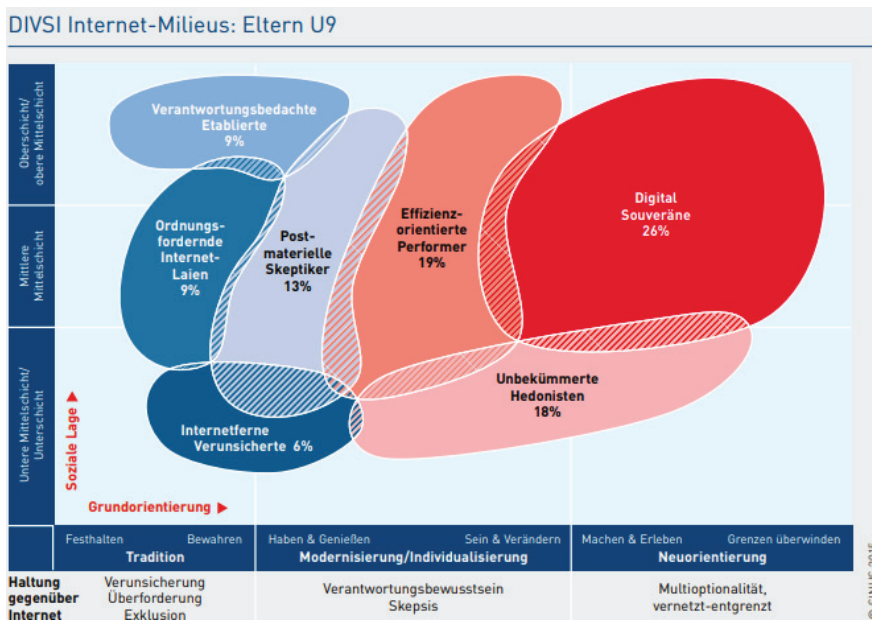 DIVSI Internet-Milieus: Eltern U9
Oberschicht/
obere Mittelschicht
Mittlere
Mittelschicht
Untere Mittelschicht/
Unterschicht
Soziale Lage ▶
Verantwortungsbedachte
Etablierte
9%
Ordnungs-
fordernde
Internet-
Laien
9%
Post-
materielle
Skeptiker
13%
Effizienz-
orientierte
Performer
19%
Digital
Souveräne
26%
Unbekümmerte
Hedonisten
18%
Internetferne
Verunsicherte 6%
Grundorientierung ▶
Festhalten Bewahren
Tradition
Haben & Genießen Sein & Verändern
Modernisierung/Individualisierung
Machen & Erleben Grenzen überwinden
Neuorientierung
Haltung
gegenüber
Internet
Verunsicherung
Überforderung
Exklusion
Verantwortungsbewusstsein
Skepsis
Multioptionalität,
vernetzt-entgrenzt